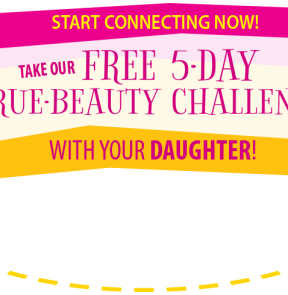 START CONNECTING NOW!
TAKE OUR FREE 5-DAY
RUE-BEAUTY CHALLEN
WITH YOUR DAUGHTER!